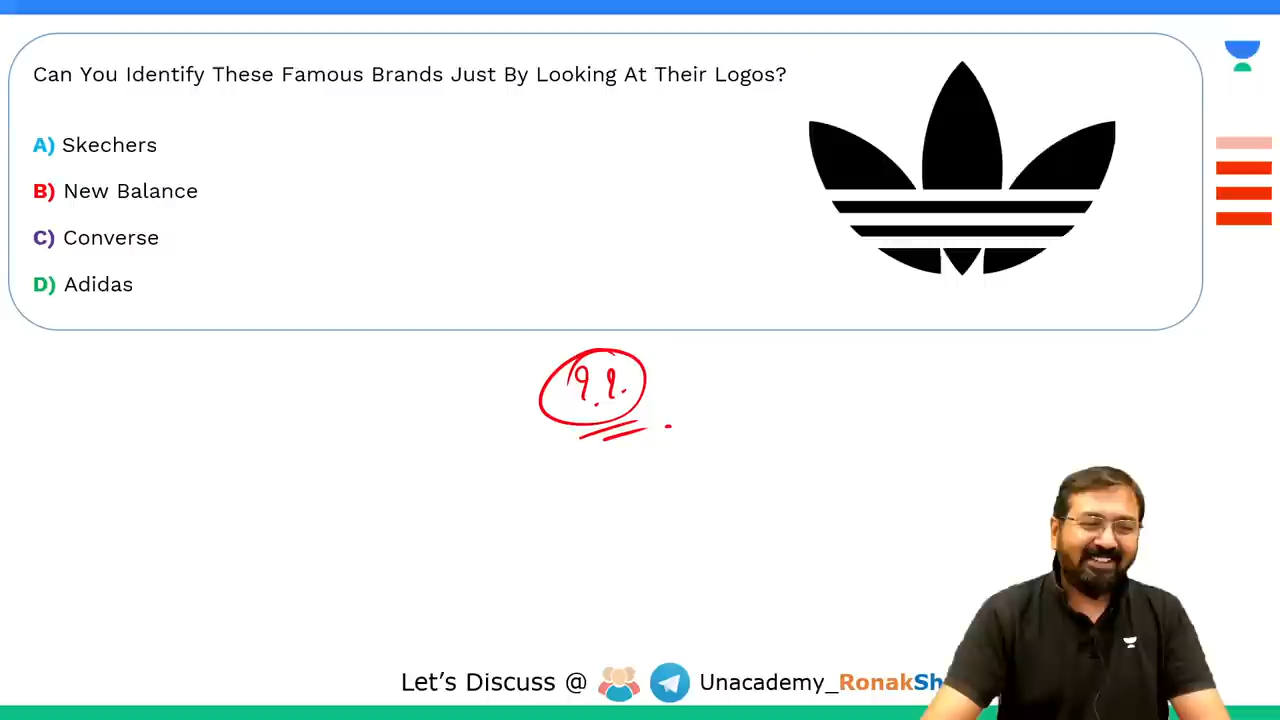 Can You Identify These Famous Brands Just By Looking At Their Logos?
A) Skechers
B) New Balance
C) Converse
D) Adidas
Let’s Discuss @ Unacademy_RonakSh